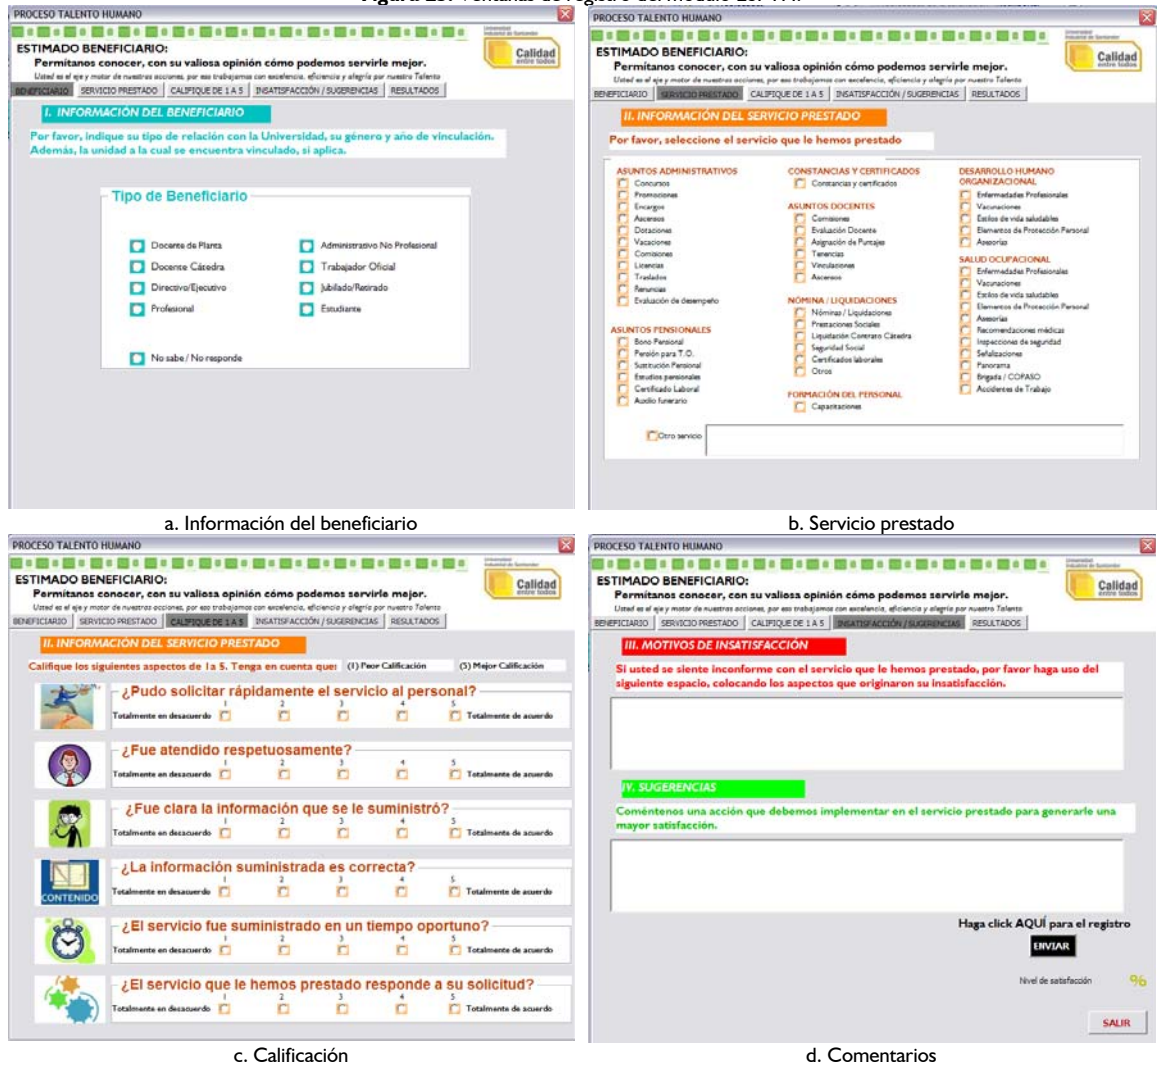 PROCESO TALENTO HUMANO
ESTIMADO BENEFICIARIO:
Permítanos conocer, con su valiosa opinión cómo podemos servirle mejor.
Usted es el eje y motor de nuestras acciones, por eso trabajamos con excelencia, eficiencia y alegría por nuestro Talento
Universidad
Industrial de Santander
Calidad
entre todos
BENEFICIARIO SERVICIO PRESTADO CALIFIQUE DE 1 A 5 INSATISFACCIÓN / SUGERENCIAS RESULTADOS
I. INFORMACIÓN DEL BENEFICIARIO
Por favor, indique su tipo de relación con la Universidad, su género y año de vinculación.
Además, la unidad a la cual se encuentra vinculado, si aplica.
Tipo de Beneficiario
Docente de Planta
Docente Cátedra
Directivo/Ejecutivo
Profesional
Administrativo No Profesional
Trabajador Oficial
Jubilado/Retirado
Estudiante
No sabe / No responde
a. Información del beneficiario
PROCESO TALENTO HUMANO
ESTIMADO BENEFICIARIO:
Permítanos conocer, con su valiosa opinión cómo podemos servirle mejor.
Usted es el eje y motor de nuestras acciones, por eso trabajamos con excelencia, eficiencia y alegría por nuestro Talento
Calidad
entre todos
BENEFICIARIO SERVICIO PRESTADO CALIFIQUE DE 1 A 5 INSATISFACCIÓN / SUGERENCIAS RESULTADOS
II. INFORMACIÓN DEL SERVICIO PRESTADO
Por favor, seleccione el servicio que le hemos prestado
ASUNTOS ADMINISTRATIVOS
Concursos
Promociones
Encargos
Ascensos
Dotaciones
Vacaciones
Comisiones
Licencias
Traslados
Renuncias
Evaluación de desempeño
ASUNTOS PENSIONALES
Bono Pensional
Pensión para T.O.
Sustitución Pensional
Estudios pensionales
Certificado Laboral
Auxilio funerario
CONSTANCIAS Y CERTIFICADOS
Constancias y certificados
ASUNTOS DOCENTES
Comisiones
Evaluación Docente
Asignación de Puntajes
Tenencias
Vinculaciones
Ascensos
NÓMINA / LIQUIDACIONES
Nóminas / Liquidaciones
Prestaciones Sociales
Liquidación Contrato Cátedra
Seguridad Social
Certificados laborales
Otros
FORMACIÓN DEL PERSONAL
Capacitaciones
DESARROLLO HUMANO
ORGANIZACIONAL
Enfermedades Profesionales
Vacunaciones
Estilos de vida saludables
Elementos de Protección Personal
Asesorías
SALUD OCUPACIONAL
Enfermedades Profesionales
Vacunaciones
Estilos de vida saludables
Elementos de Protección Personal
Asesorías
Recomendaciones médicas
Inspecciones de seguridad
Señalizaciones
Panorama
Brigada / COPASO
Accidentes de Trabajo
Otro servicio
b. Servicio prestado
PROCESO TALENTO HUMANO
ESTIMADO BENEFICIARIO:
Permítanos conocer, con su valiosa opinión cómo podemos servirle mejor.
Usted es el eje y motor de nuestras acciones, por eso trabajamos con excelencia, eficiencia y alegría por nuestro Talento
Calidad
entre todos
BENEFICIARIO SERVICIO PRESTADO CALIFIQUE DE 1 A 5 INSATISFACCIÓN / SUGERENCIAS RESULTADOS
II. INFORMACIÓN DEL SERVICIO PRESTADO
Califique los siguientes aspectos de 1a 5. Tenga en cuenta que: (1) Peor Calificación (5) Mejor Calificación
¿Pudo solicitar rápidamente el servicio al personal?
1 2 3 4 5
Totalmente en desacuerdo Totalmente de acuerdo
¿Fue atendido respetuosamente?
1 2 3 4 5
Totalmente en desacuerdo Totalmente de acuerdo
¿Fue clara la información que se le suministró?
1 2 3 4 5
Totalmente en desacuerdo Totalmente de acuerdo
CONTENIDO
¿La información suministrada es correcta?
1 2 3 4 5
Totalmente en desacuerdo Totalmente de acuerdo
¿El servicio fue suministrado en un tiempo oportuno?
1 2 3 4 5
Totalmente en desacuerdo Totalmente de acuerdo
¿El servicio que le hemos prestado responde a su solicitud?
1 2 3 4 5
Totalmente en desacuerdo Totalmente de acuerdo
c. Calificación
PROCESO TALENTO HUMANO
ESTIMADO BENEFICIARIO:
Permítanos conocer, con su valiosa opinión cómo podemos servirle mejor.
Usted es el eje y motor de nuestras acciones, por eso trabajamos con excelencia, eficiencia y alegría por nuestro Talento
Calidad
entre todos
BENEFICIARIO SERVICIO PRESTADO CALIFIQUE DE 1 A 5 INSATISFACCIÓN / SUGERENCIAS RESULTADOS
III. MOTIVOS DE INSATISFACCIÓN
Si usted se siente inconforme con el servicio que le hemos prestado, por favor haga uso del
siguiente espacio, colocando los aspectos que originaron su insatisfacción.
IV. SUGERENCIAS
Coméntenos una acción que debemos implementar en el servicio prestado para generarle una
mayor satisfacción.
Haga click AQUÍ para el registro
ENVIAR
Nivel de satisfacción %
SALIR
d. Comentarios